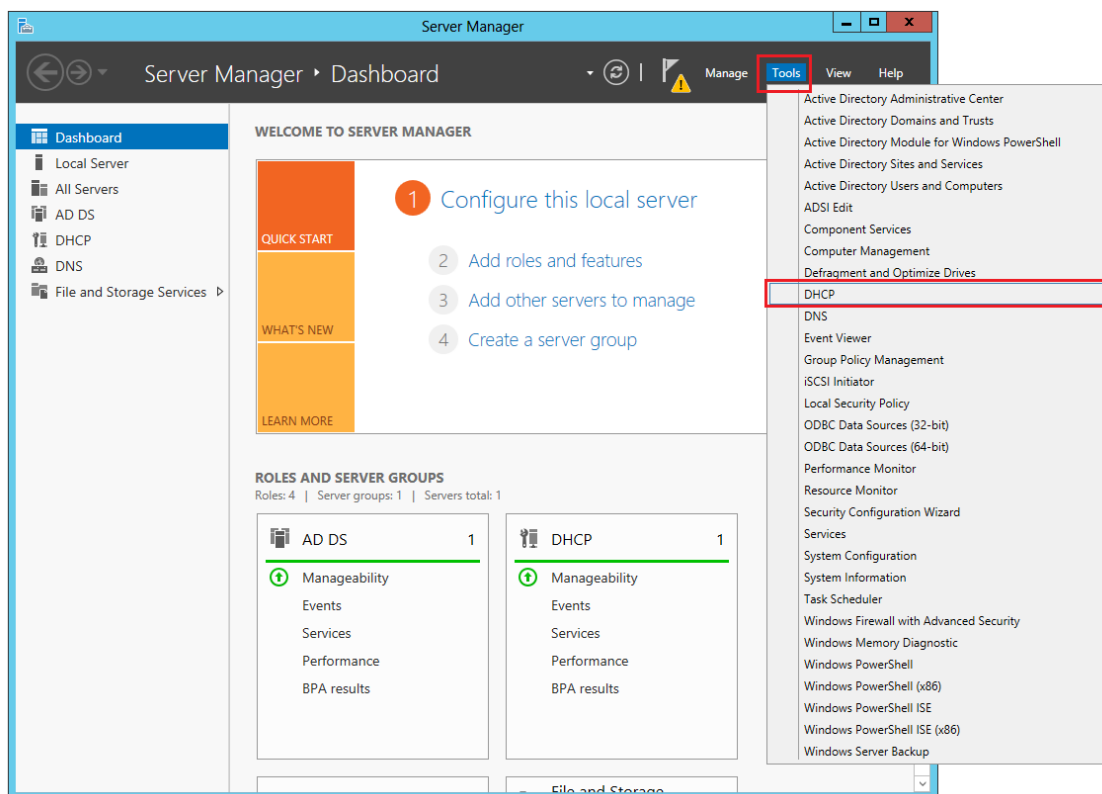 Server Manager
Server Manager ‣ Dashboard
Manage
Tools
View
Help
Dashboard
Local Server
All Servers
AD DS
DHCP
DNS
File and Storage Services
WELCOME TO SERVER MANAGER
QUICK START
WHAT'S NEW
LEARN MORE
1 Configure this local server
2 Add roles and features
3 Add other servers to manage
4 Create a server group
ROLES AND SERVER GROUPS
Roles: 4 | Server groups: 1 | Servers total: 1
AD DS 1
Manageability
Events
Services
Performance
BPA results
DHCP 1
Manageability
Events
Services
Performance
BPA results
File and Storage
Active Directory Administrative Center
Active Directory Domains and Trusts
Active Directory Module for Windows PowerShell
Active Directory Sites and Services
Active Directory Users and Computers
ADSI Edit
Component Services
Computer Management
Defragment and Optimize Drives
DHCP
DNS
Event Viewer
Group Policy Management
iSCSI Initiator
Local Security Policy
ODBC Data Sources (32-bit)
ODBC Data Sources (64-bit)
Performance Monitor
Resource Monitor
Security Configuration Wizard
Services
System Configuration
System Information
Task Scheduler
Windows Firewall with Advanced Security
Windows Memory Diagnostic
Windows PowerShell
Windows PowerShell (x86)
Windows PowerShell ISE
Windows PowerShell ISE (x86)
Windows Server Backup